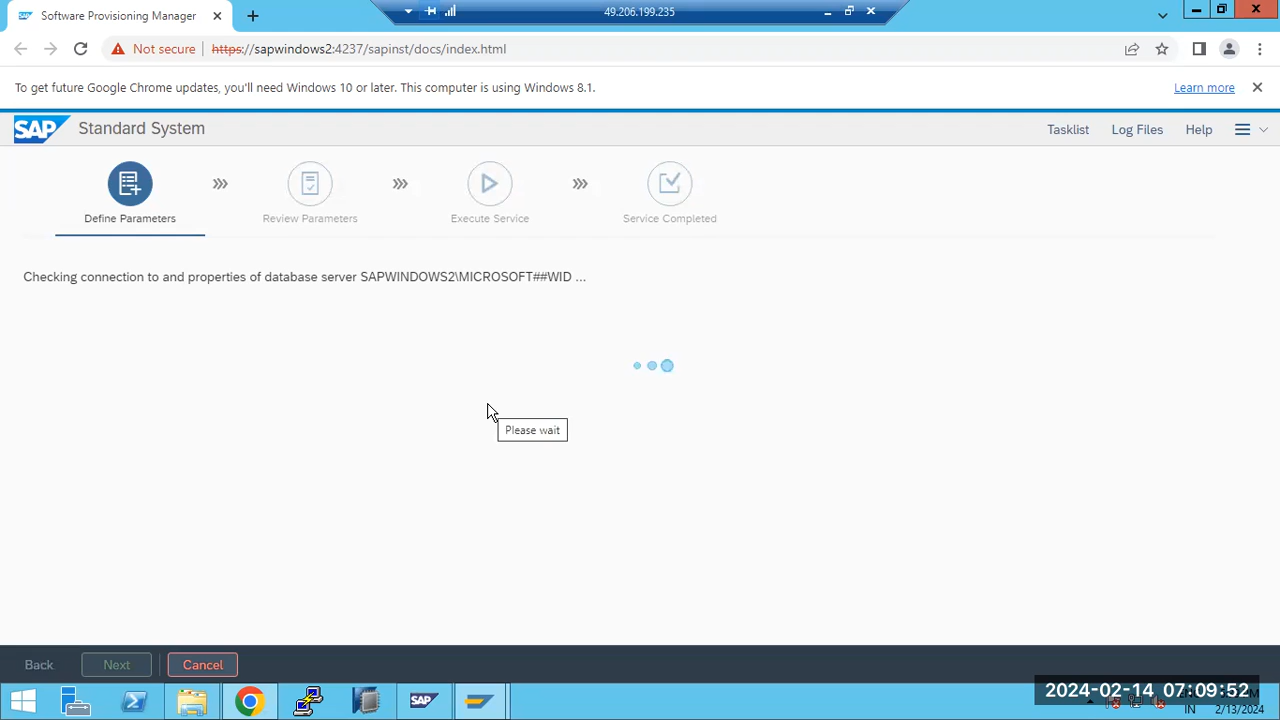 Software Provisioning Manager
49.206.199.235
Not secure https://sapwindows2:4237/sapinst/docs/index.html
To get future Google Chrome updates, you'll need Windows 10 or later. This computer is using Windows 8.1.
Learn more
SAP Standard System
Tasklist Log Files Help
Define Parameters
Review Parameters
Execute Service
Service Completed
Checking connection to and properties of database server SAPWINDOWS2\MICROSOFT##WID ...
Please wait
Back Next Cancel
SAP
2024-02-14 07:09:52
IN 2/13/2024